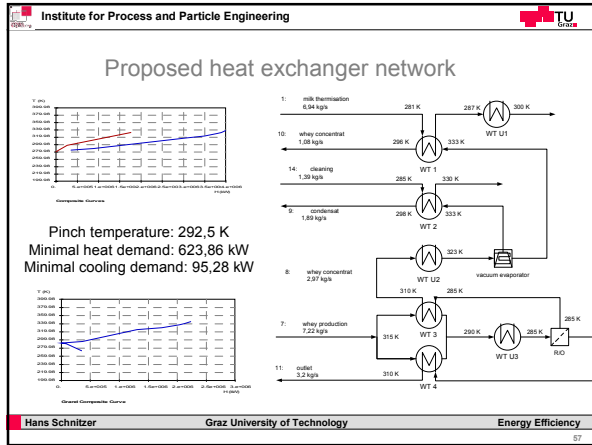 Institute for Process and Particle Engineering
TU
Graz
Proposed heat exchanger network
T (K)
Composite Curves
Pinch temperature: 292,5 K
Minimal heat demand: 623,86 kW
Minimal cooling demand: 95,28 kW
T (K)
Grand Composite Curve
1: milk thermisation
6,94 kg/s
281 K
287 K
300 K
WT U1
10: whey concentrat
1,08 kg/s
298 K
333 K
WT 1
14: cleaning
1,39 kg/s
285 K
330 K
9: condensat
1,89 kg/s
298 K
333 K
WT 2
323 K
vacuum evaporator
WT U2
8: whey concentrat
2,97 kg/s
310 K
285 K
WT 3
7: whey production
7,22 kg/s
315 K
290 K
285 K
285 K
WT U3
R/O
11: outlet
3,2 kg/s
310 K
WT 4
Hans Schnitzer
Graz University of Technology
Energy Efficiency
57